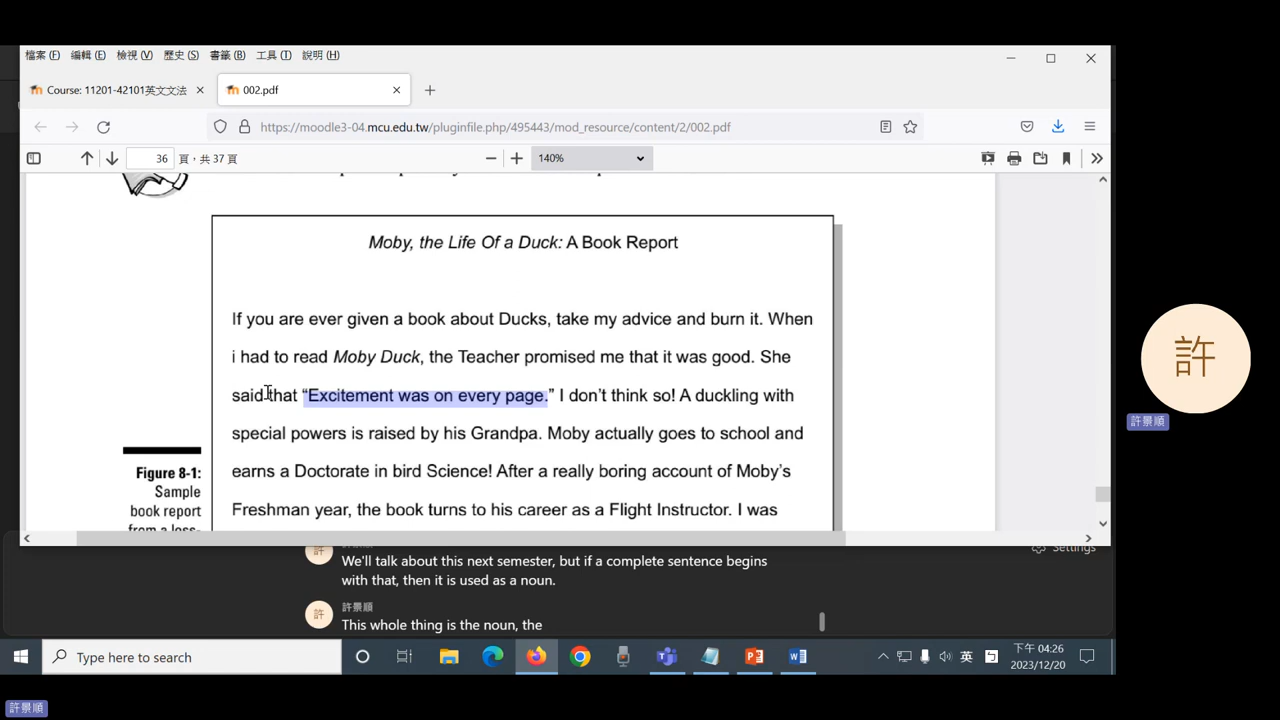 檔案 (F) 編輯 (E) 檢視 (V) 歷史 (S) 書籤 (B) 工具 (T) 說明 (H)
Course: 11201-42101英文文法
002.pdf
https://moodle3-04.mcu.edu.tw/pluginfile.php/495443/mod_resource/content/2/002.pdf
36 頁，共 37 頁
140%
Moby, the Life Of a Duck: A Book Report
If you are ever given a book about Ducks, take my advice and burn it. When
i had to read Moby Duck, the Teacher promised me that it was good. She
said that “Excitement was on every page.” I don’t think so! A duckling with
special powers is raised by his Grandpa. Moby actually goes to school and
earns a Doctorate in bird Science! After a really boring account of Moby’s
Freshman year, the book turns to his career as a Flight Instructor. I was
Figure 8-1:
Sample
book report
from a less-
許
許景順
Settings
許
許景順
We'll talk about this next semester, but if a complete sentence begins
with that, then it is used as a noun.
許
許景順
This whole thing is the noun, the
Type here to search
英
下午 04:26
2023/12/20
許景順